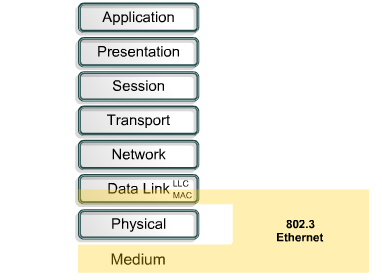 Application
Presentation
Session
Transport
Network
Data Link LLC
MAC
Physical
802.3
Ethernet
Medium